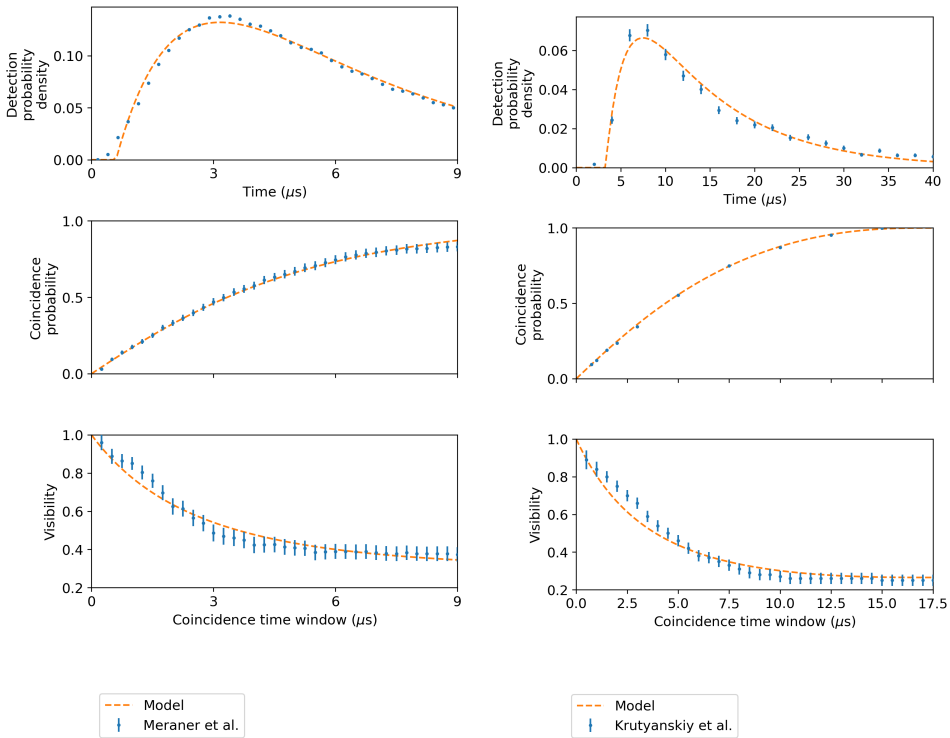 Detection
probability
density
0.10
0.05
0.00
0
3
6
9
Time (μs)
Detection
probability
density
0.06
0.04
0.02
0.00
0
5
10
15
20
25
30
35
40
Time (μs)
Coincidence
probability
1.0
0.5
0.0
Coincidence
probability
1.0
0.5
0.0
Visibility
1.0
0.8
0.6
0.4
0.2
0
3
6
9
Coincidence time window (μs)
Visibility
1.0
0.8
0.6
0.4
0.2
0.0
2.5
5.0
7.5
10.0
12.5
15.0
17.5
Coincidence time window (μs)
Model
Meraner et al.
Model
Krutyanskiy et al.